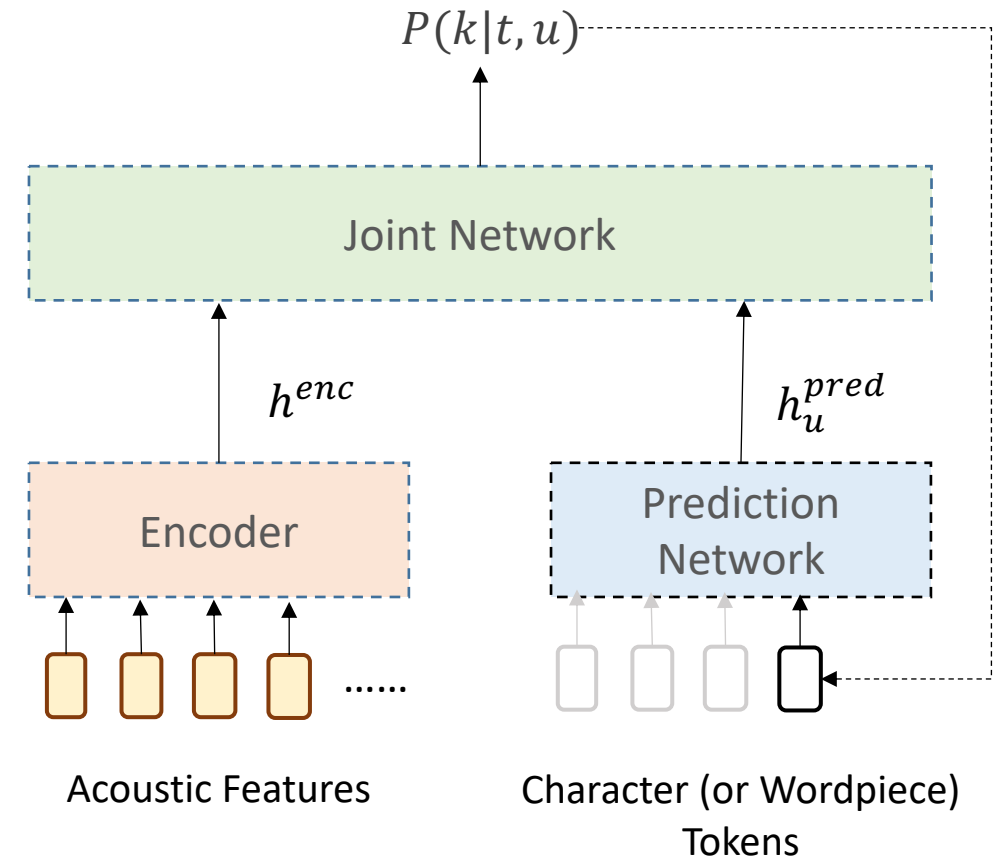 P(k|t, u)
Joint Network
h^{enc}
h_u^{pred}
Encoder
Prediction
Network
......
Acoustic Features
Character (or Wordpiece)
Tokens